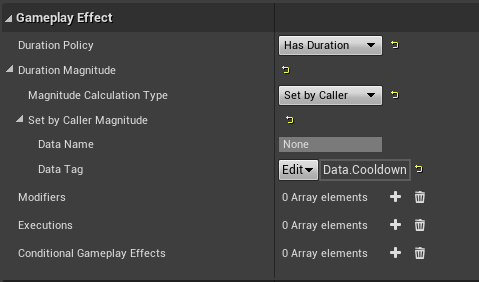 Gameplay Effect
Duration Policy Has Duration
Duration Magnitude
Magnitude Calculation Type Set by Caller
Set by Caller Magnitude
Data Name None
Data Tag Edit Data.Cooldown
Modifiers 0 Array elements
Executions 0 Array elements
Conditional Gameplay Effects 0 Array elements